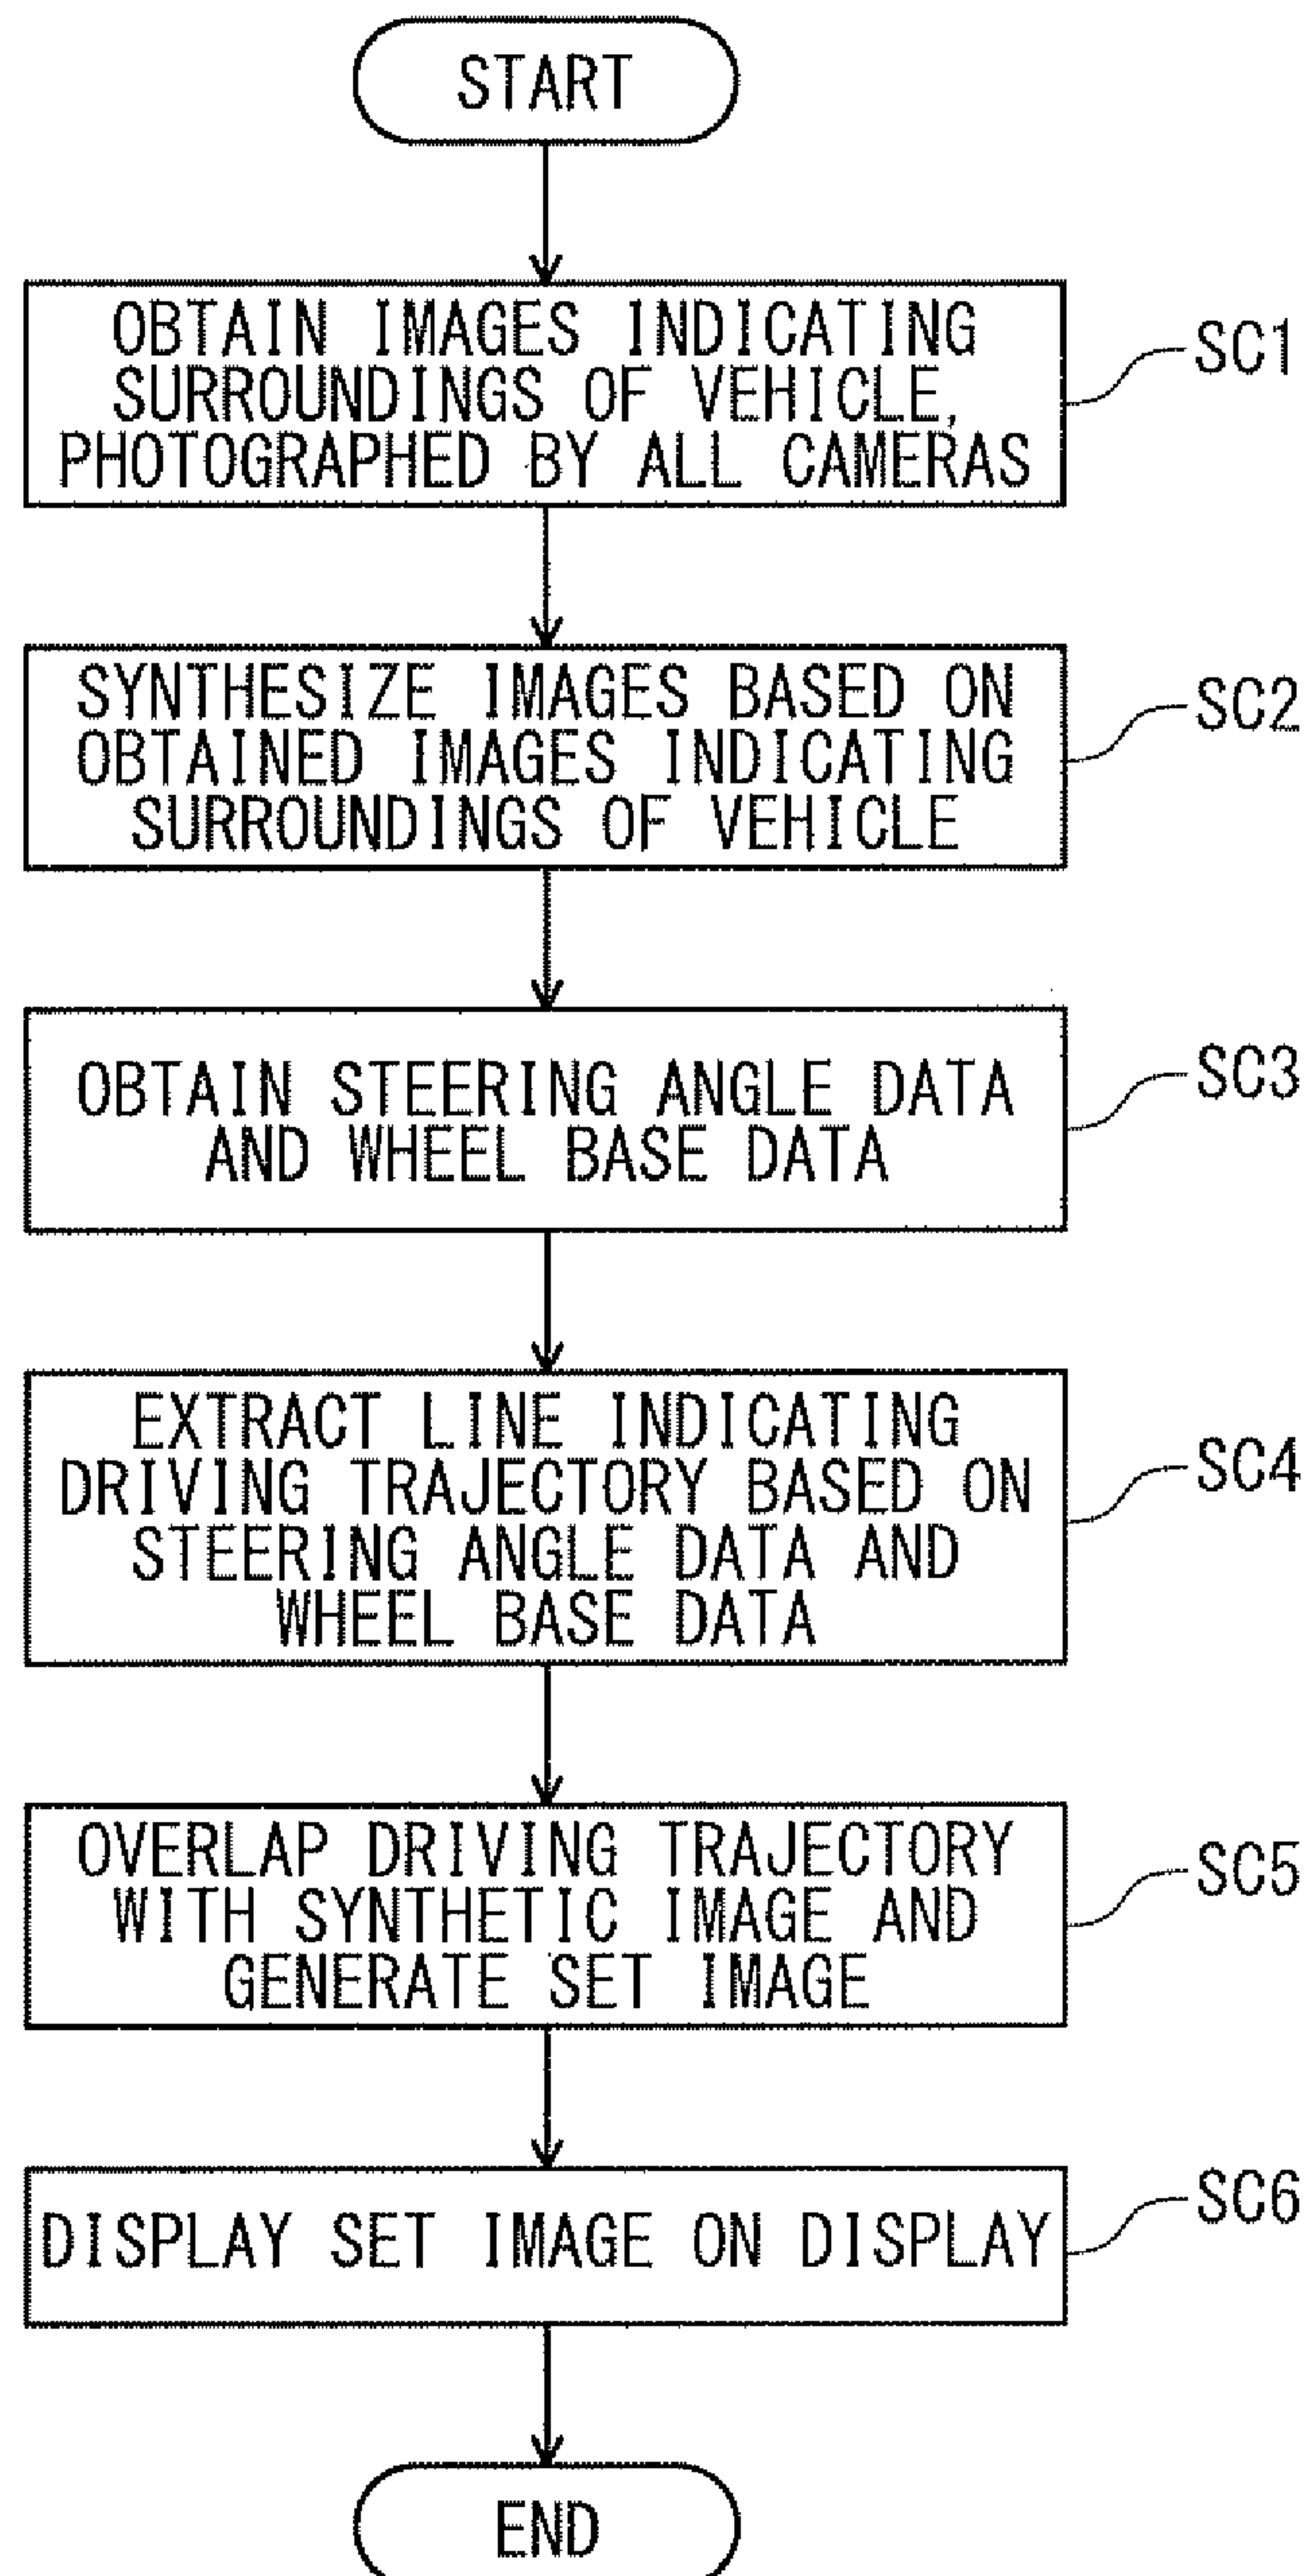 START
OBTAIN IMAGES INDICATING
SURROUNDINGS OF VEHICLE,
PHOTOGRAPHED BY ALL CAMERAS
SC1
SYNTHESIZE IMAGES BASED ON
OBTAINED IMAGES INDICATING
SURROUNDINGS OF VEHICLE
SC2
OBTAIN STEERING ANGLE DATA
AND WHEEL BASE DATA
SC3
EXTRACT LINE INDICATING
DRIVING TRAJECTORY BASED ON
STEERING ANGLE DATA AND
WHEEL BASE DATA
SC4
OVERLAP DRIVING TRAJECTORY
WITH SYNTHETIC IMAGE AND
GENERATE SET IMAGE
SC5
DISPLAY SET IMAGE ON DISPLAY
SC6
END